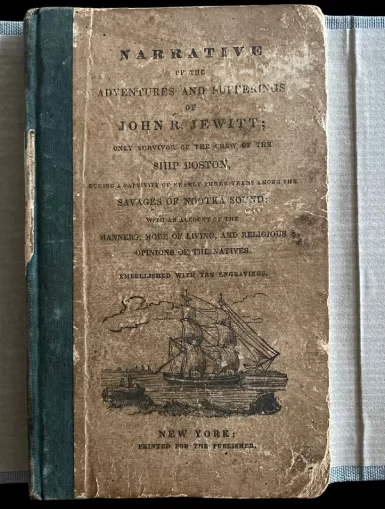 NARRATIVE
OF THE
ADVENTURES AND SUFFERINGS
OF
JOHN R. JEWITT;
ONLY SURVIVOR OF THE CREW OF THE
SHIP BOSTON,
DURING A CAPTIVITY OF NEARLY THREE YEARS AMONG THE
SAVAGES OF NOOTKA SOUND:
WITH AN ACCOUNT OF THE
MANNERS, MODE OF LIVING, AND RELIGIOUS
OPINIONS OF THE NATIVES.
EMBELLISHED WITH TEN ENGRAVINGS.
NEW YORK:
PRINTED FOR THE PUBLISHER.